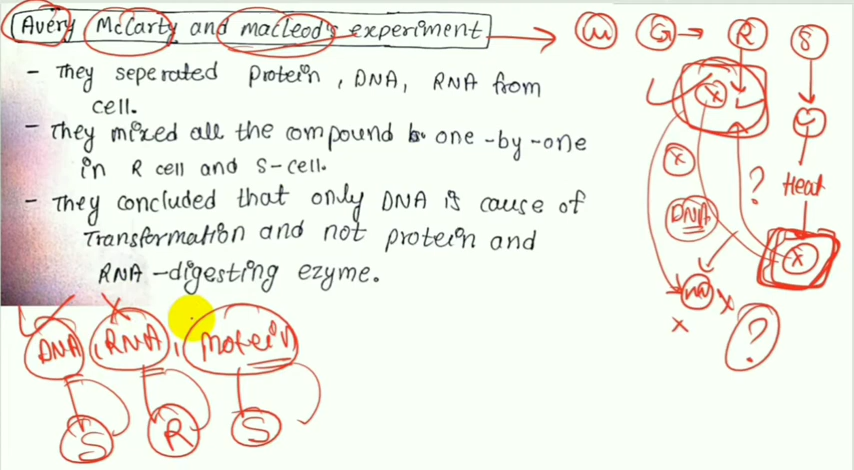 Avery McCarty and macleod's experiment
- They seperated Protein, DNA, RNA from
cell.
- They mixed all the compound one-by-one
in R cell and S-cell.
- They concluded that only DNA is cause of
Transformation and not protein and
RNA-digesting ezyme.
G → R S
Heat
?
DNA
?
DNA, RNA, Protein
S R S